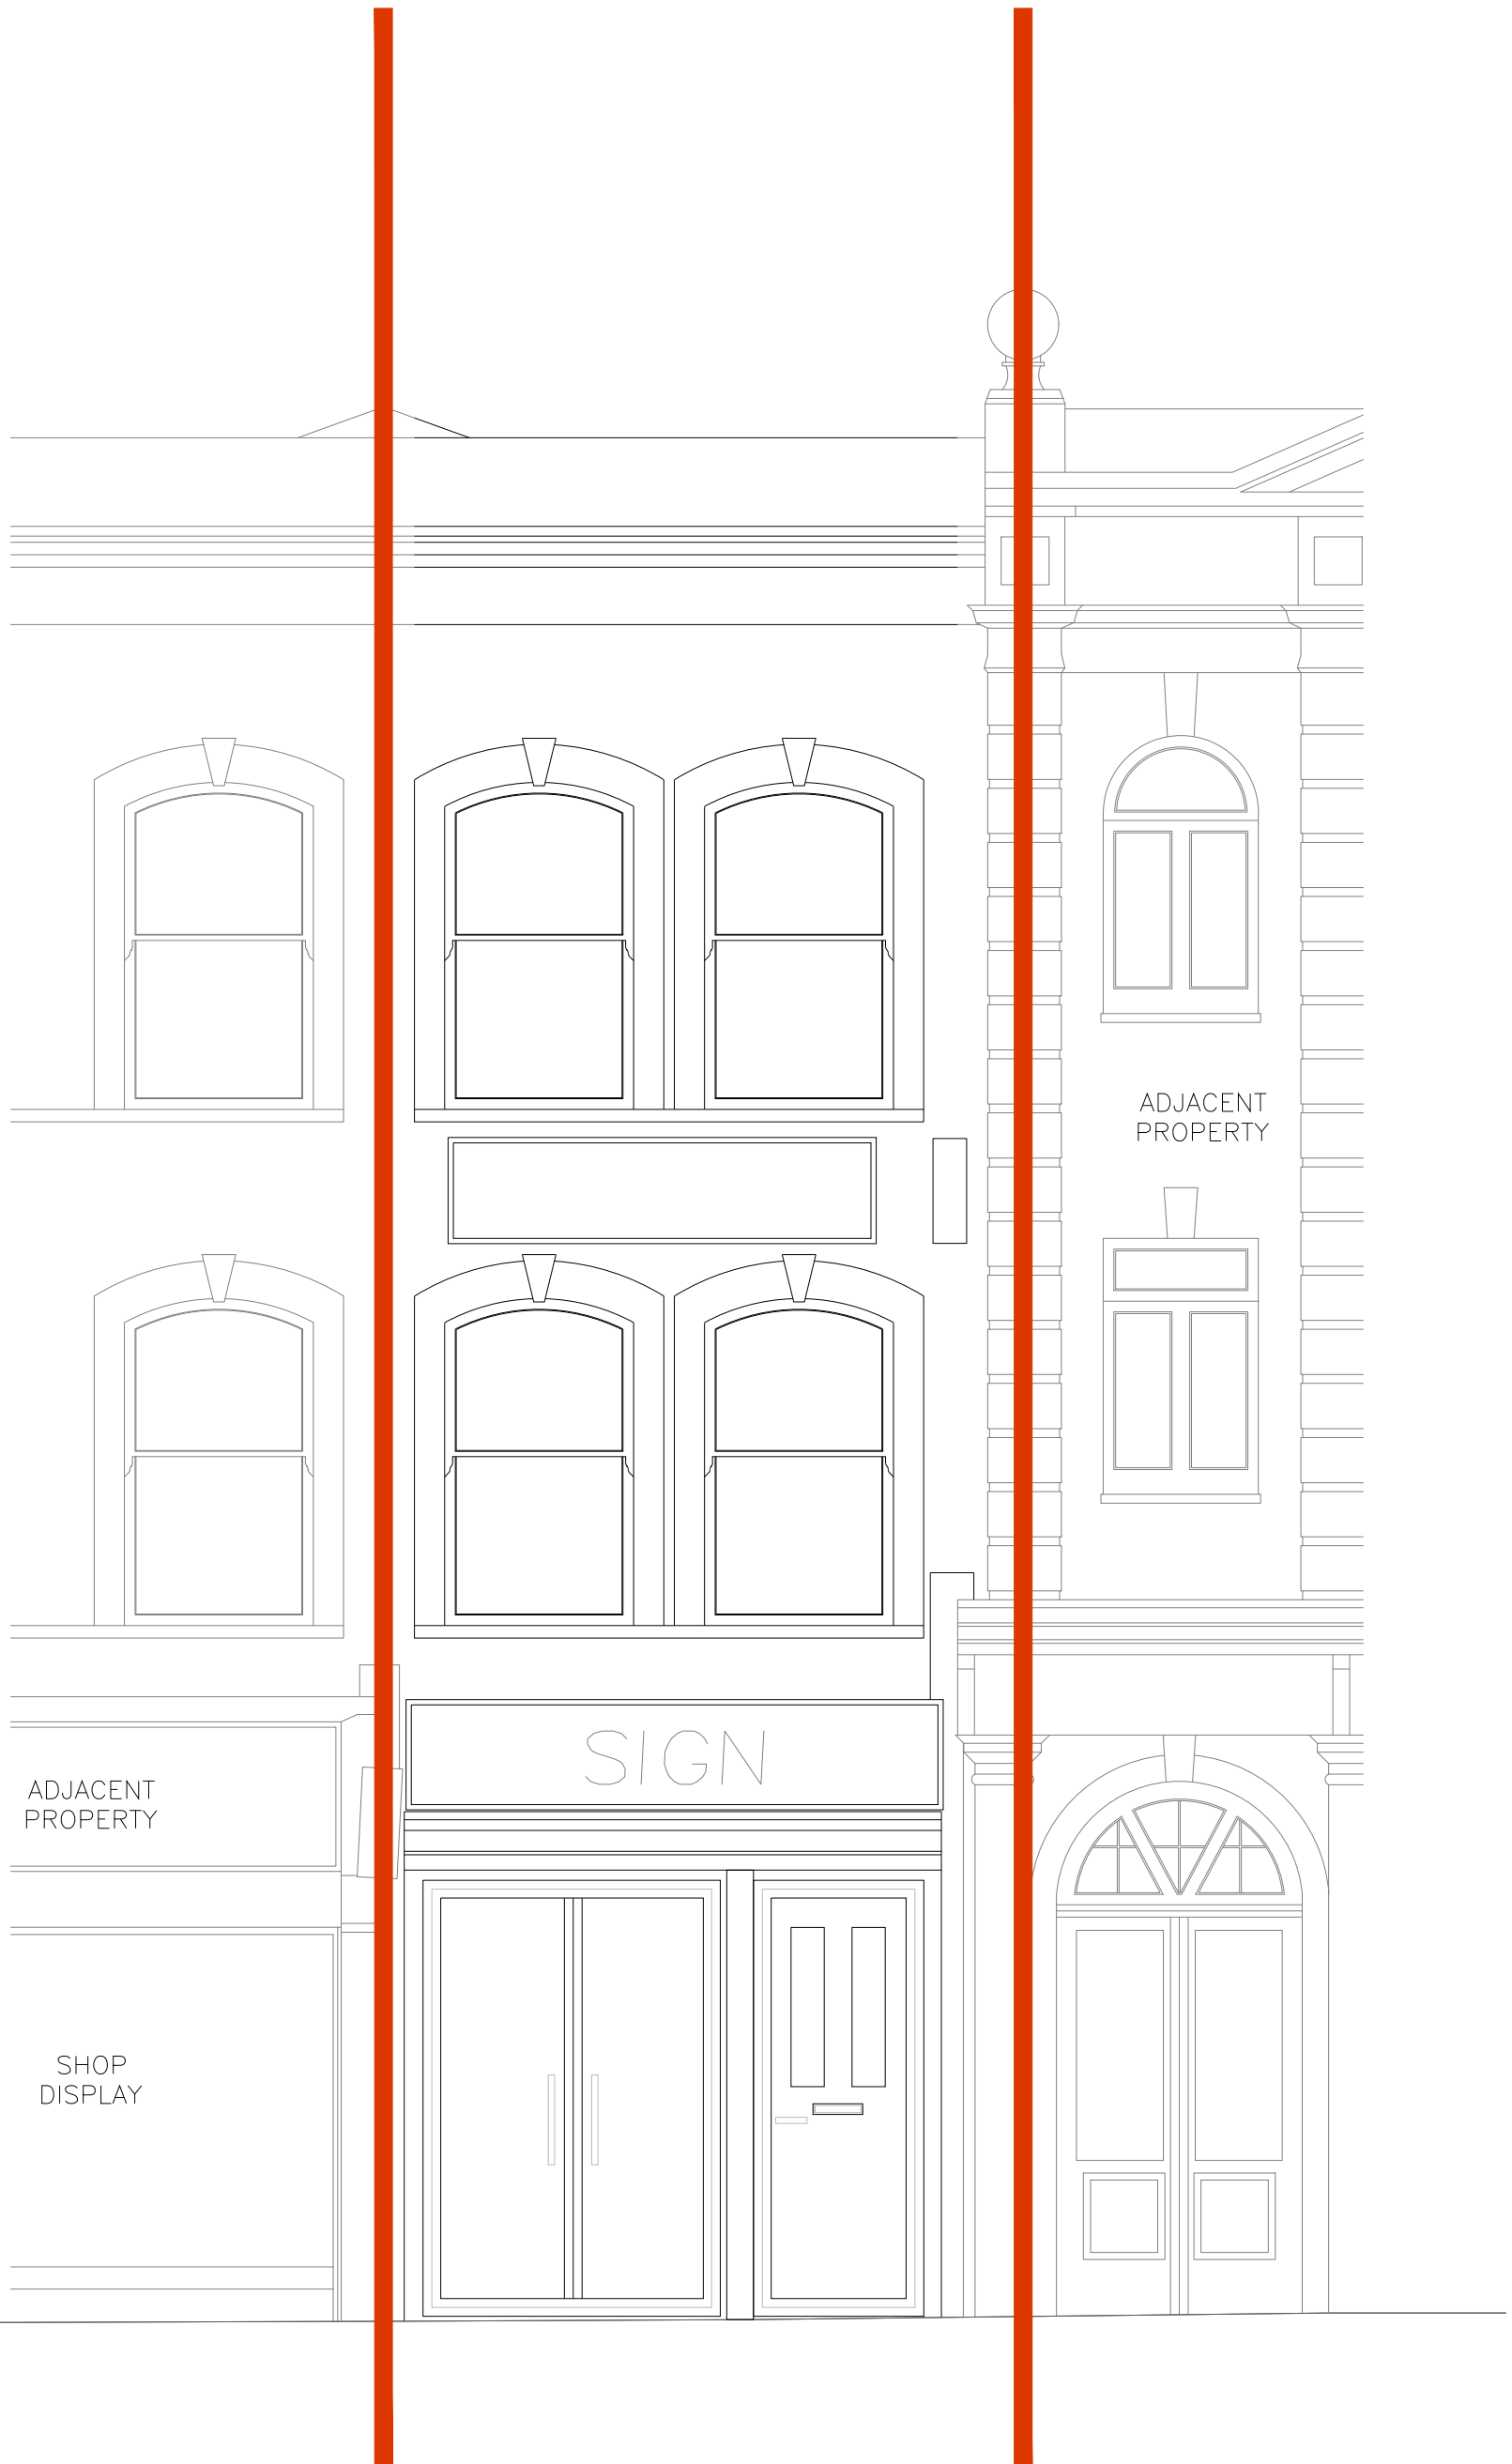 ADJACENT
PROPERTY
SIGN
ADJACENT
PROPERTY
SHOP
DISPLAY